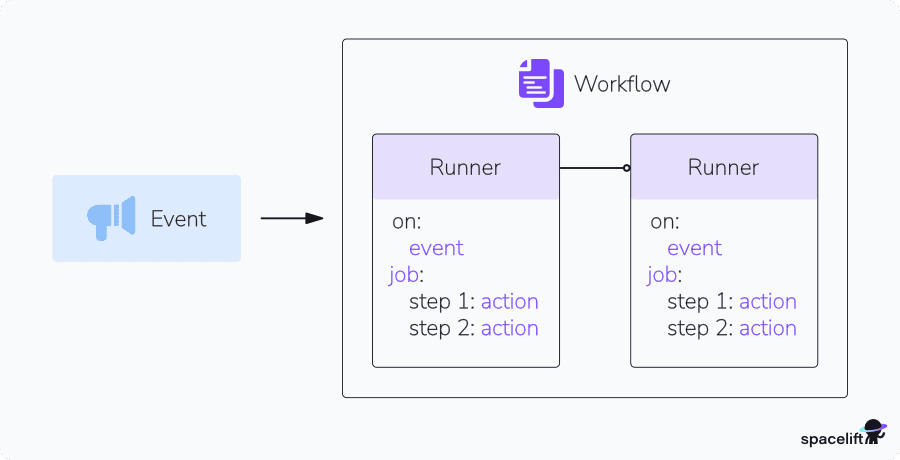 Workflow
Event
Runner
on:
event
job:
step 1: action
step 2: action
Runner
on:
event
job:
step 1: action
step 2: action
spacelift